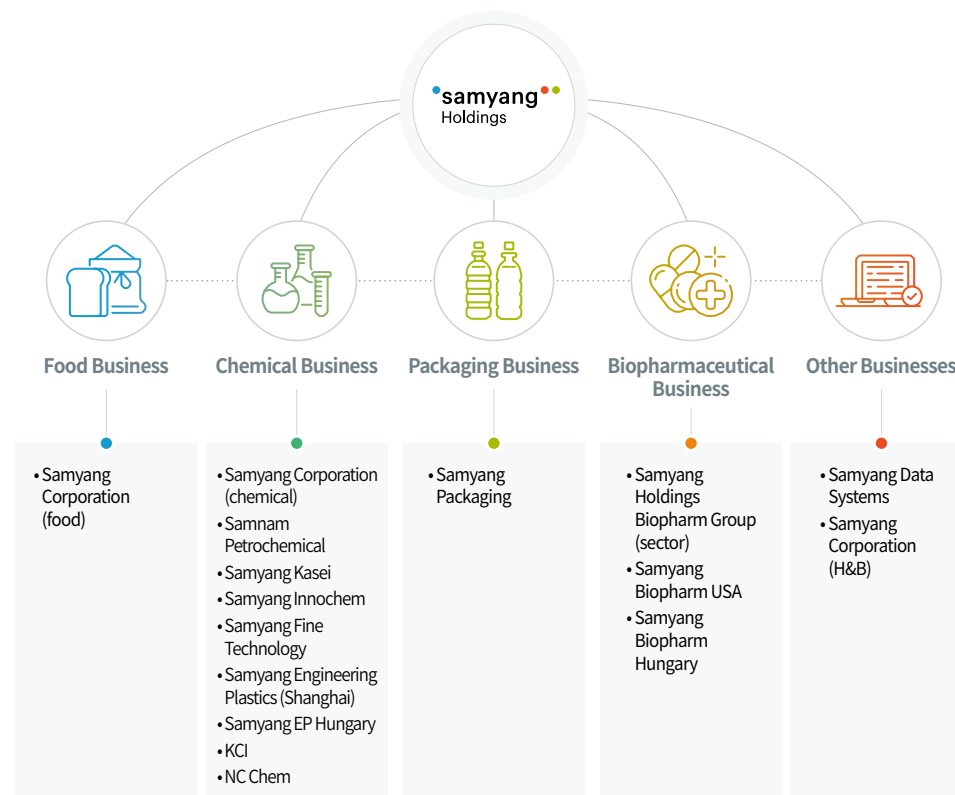 samyang
Holdings
Food Business
• Samyang
Corporation
(food)
Chemical Business
• Samyang Corporation
(chemical)
• Samnam
Petrochemical
• Samyang Kasei
• Samyang Innochem
• Samyang Fine
Technology
• Samyang Engineering
Plastics (Shanghai)
• Samyang EP Hungary
• KCI
• NC Chem
Packaging Business
• Samyang
Packaging
Biopharmaceutical
Business
• Samyang
Holdings
Biopharm Group
(sector)
• Samyang
Biopharm USA
• Samyang
Biopharm
Hungary
Other Businesses
• Samyang Data
Systems
• Samyang
Corporation
(H&B)